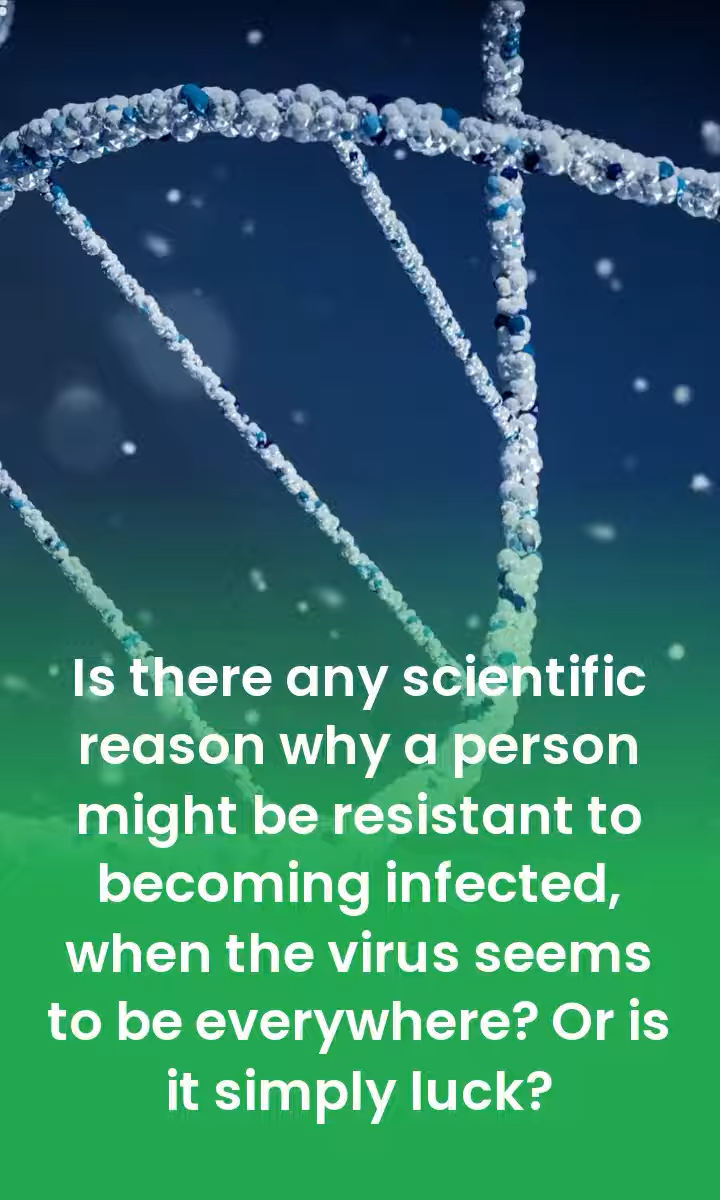 Is there any scientific
reason why a person
might be resistant to
becoming infected,
when the virus seems
to be everywhere? Or is
it simply luck?